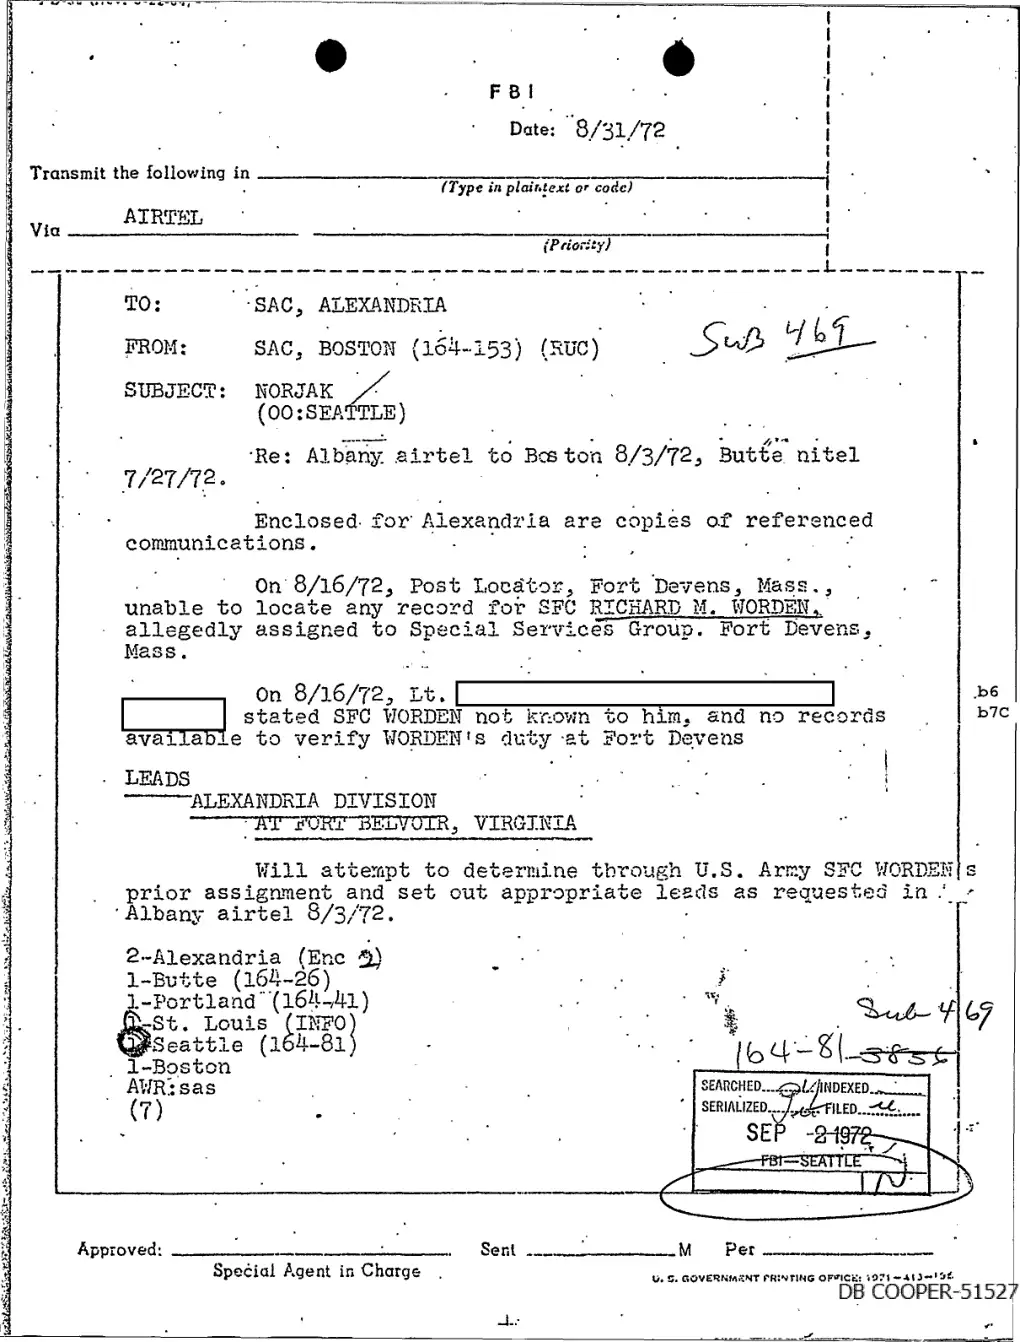 F B I
Date: 8/31/72
Transmit the following in
(Type in plaintext or code)
Via AIRTEL
(Priority)
TO: SAC, ALEXANDRIA
FROM: SAC, BOSTON (164-153) (RUC)
Sub 469
SUBJECT: NORJAK
(OO:SEATTLE)
Re: Albany airtel to Boston 8/3/72, Butte nitel
7/27/72.
Enclosed for Alexandria are copies of referenced
communications.
On 8/16/72, Post Locator, Fort Devens, Mass.,
unable to locate any record for SFC RICHARD M. WORDEN,
allegedly assigned to Special Services Group. Fort Devens,
Mass.
On 8/16/72, Lt.
stated SFC WORDEN not known to him, and no records
available to verify WORDEN's duty at Fort Devens
b6
b7C
LEADS
ALEXANDRIA DIVISION
AT FORT BELVOIR, VIRGINIA
Will attempt to determine through U.S. Army SFC WORDEN's
prior assignment and set out appropriate leads as requested in
Albany airtel 8/3/72.
2-Alexandria (Enc 2)
1-Butte (164-26)
1-Portland (164-41)
1-St. Louis (INFO)
1-Seattle (164-81)
1-Boston
AWR:sas
(7)
Sub 469
164-81-3856
SEARCHED INDEXED
SERIALIZED FILED
SEP 2 1972
FBI—SEATTLE
Approved: Sent M Per
Special Agent in Charge
U. S. GOVERNMENT PRINTING OFFICE: 1971-413-135
DB COOPER-51527